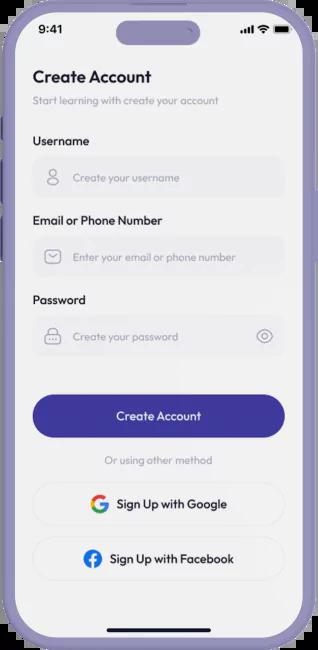 9:41
Create Account
Start learning with create your account
Username
Create your username
Email or Phone Number
Enter your email or phone number
Password
Create your password
Create Account
Or using other method
Sign Up with Google
Sign Up with Facebook